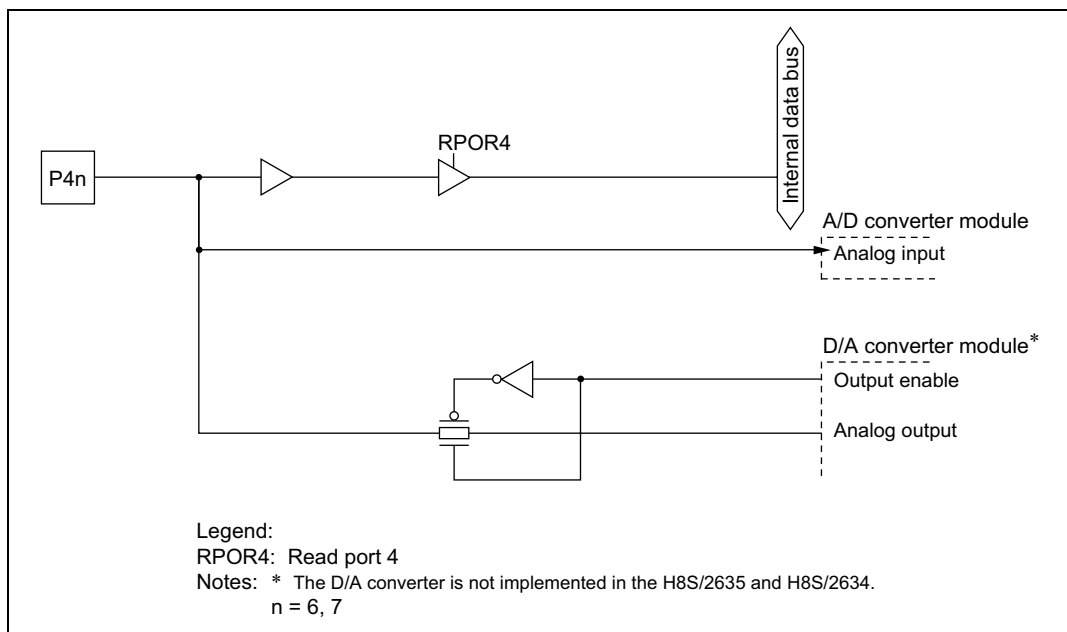 Internal data bus
RPOR4
P4n
A/D converter module
Analog input
D/A converter module*
Output enable
Analog output
Legend:
RPOR4: Read port 4
Notes: * The D/A converter is not implemented in the H8S/2635 and H8S/2634.
n = 6, 7